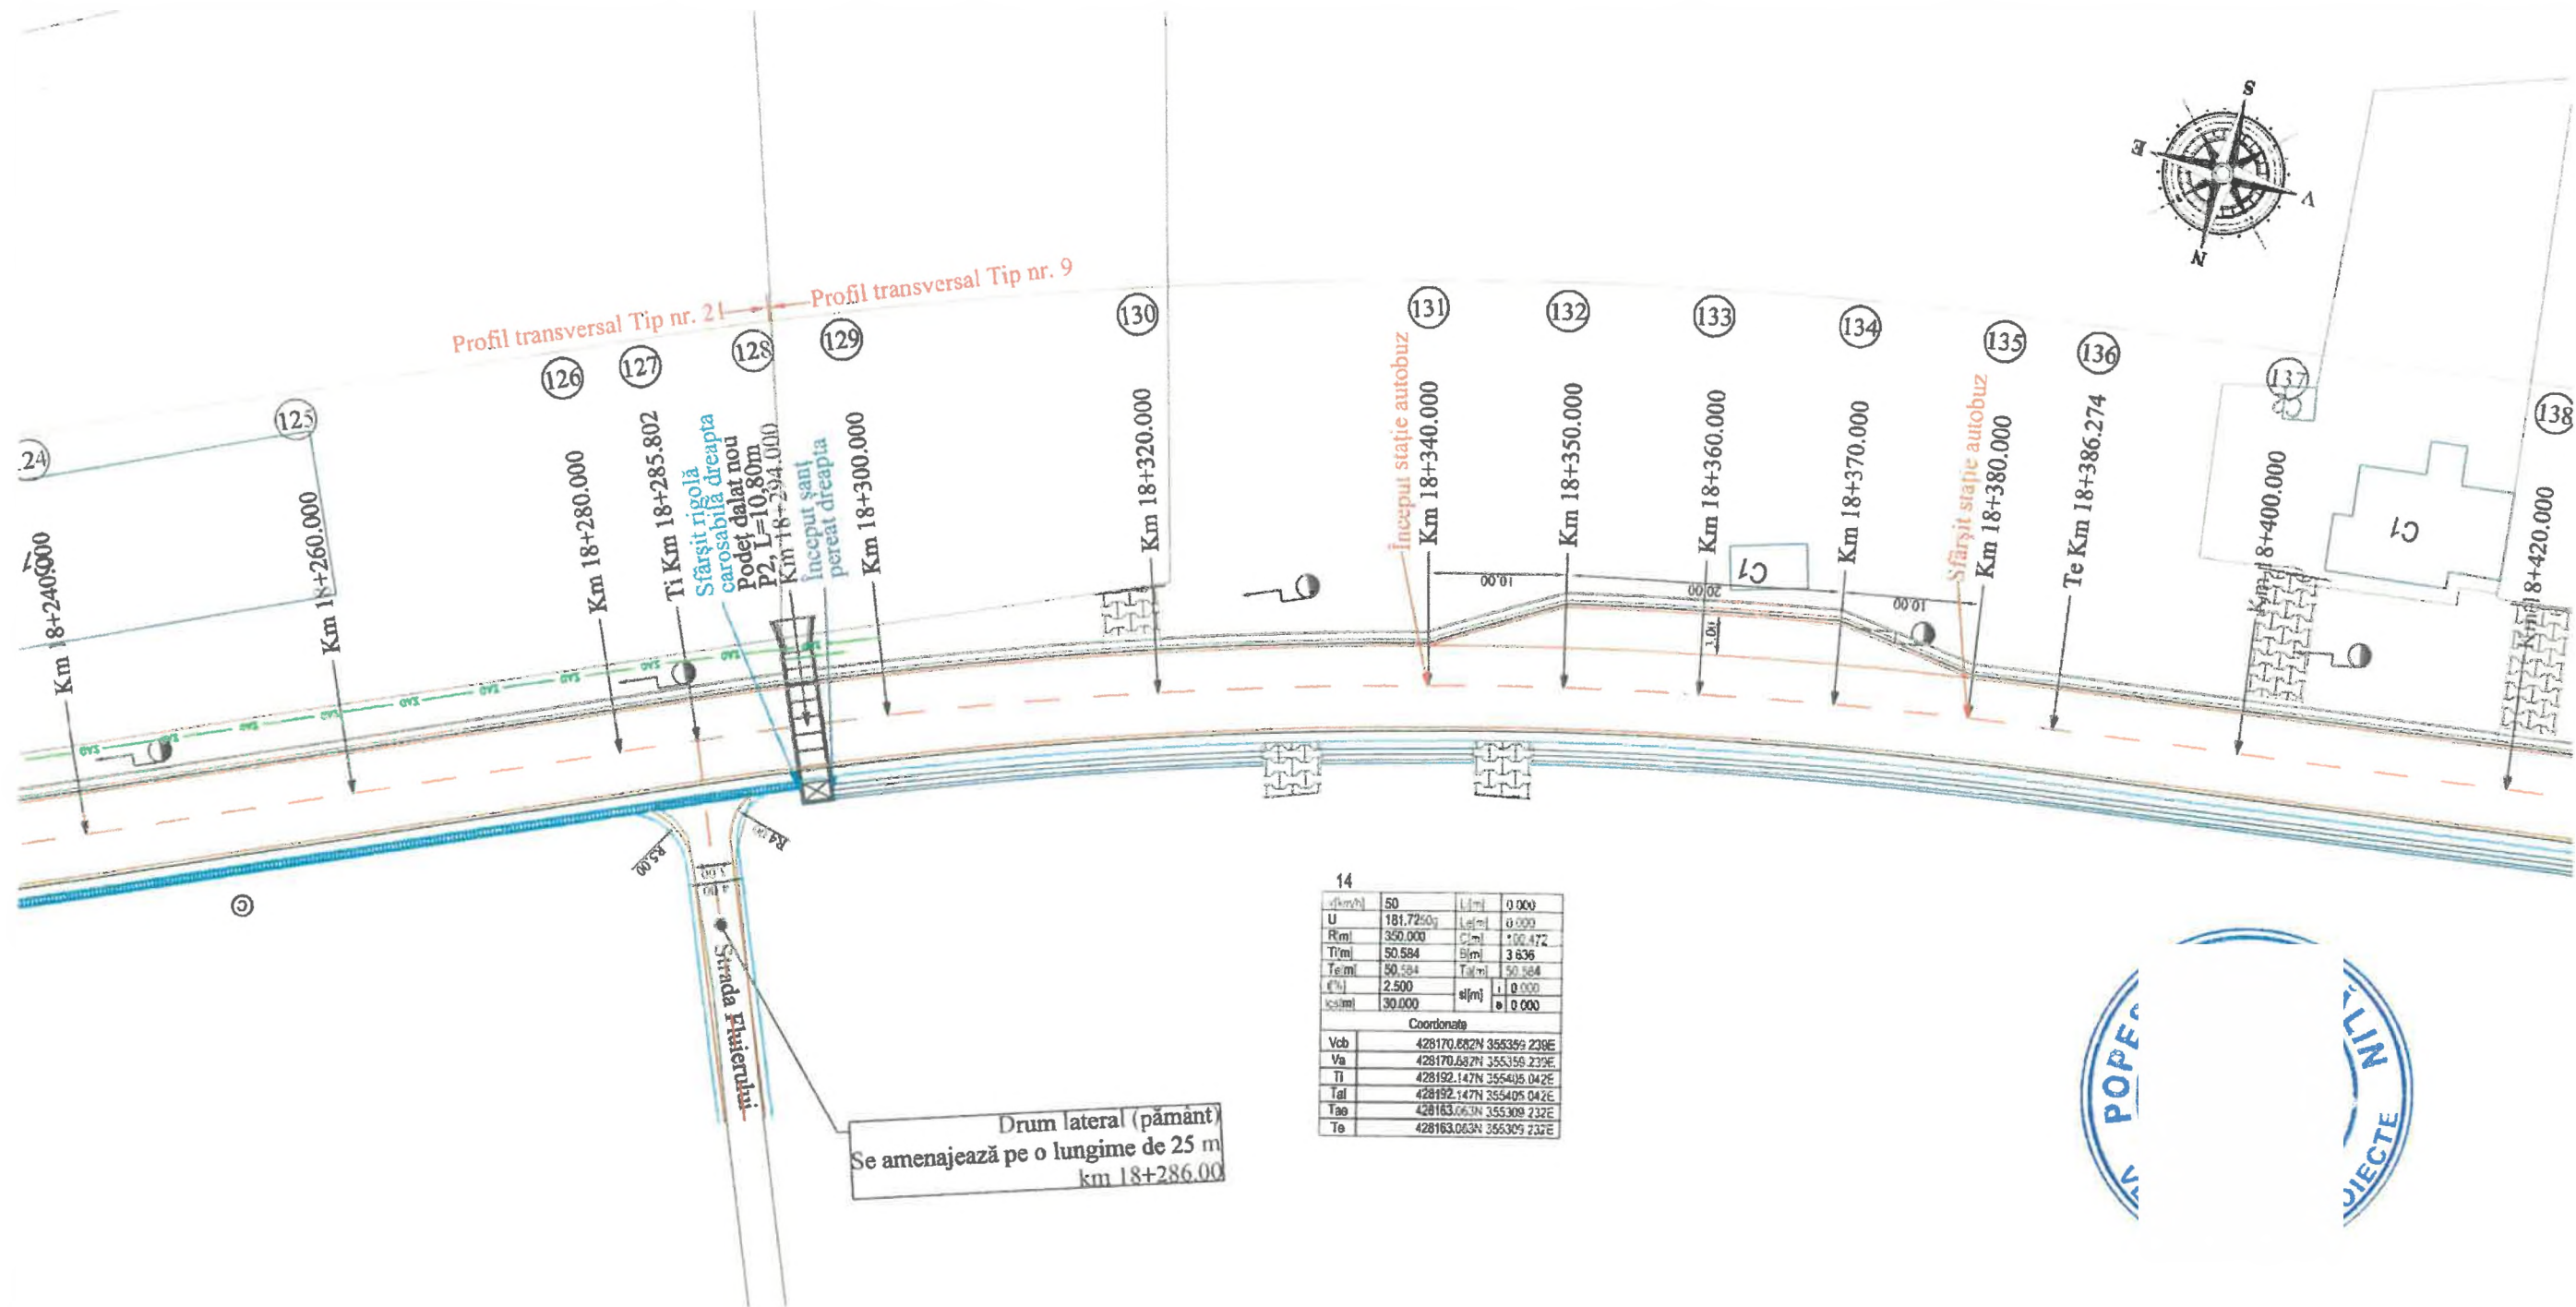 S
E
V
N
Profil transversal Tip nr. 21
Profil transversal Tip nr. 9
125
126
127
128
129
130
131
132
133
134
135
136
137
138
Km 18+240.000
Km 18+260.000
Km 18+280.000
Ti Km 18+285.802
Sfârșit rigolă
carosabilă dreapta
Podeț dalat nou
P2, L=10,80m
Km 18+294.000
Început șanț
pereat dreapta
Km 18+300.000
Km 18+320.000
Început stație autobuz
Km 18+340.000
Km 18+350.000
Km 18+360.000
Km 18+370.000
Sfârșit stație autobuz
Km 18+380.000
Te Km 18+386.274
Km 18+400.000
Km 18+420.000
10.00
20.00
10.00
3.00
C1
C1
R5.00
3.00
4.00
Strada Fluierului
Drum lateral (pământ)
Se amenajează pe o lungime de 25 m
km 18+286.00
14
v[km/h] 50 L[m] 0.000
U 181.7250g Le[m] 0.000
R[m] 350.000 C[m] 100.472
Ti[m] 50.584 B[m] 3.636
Te[m] 50.584 Ta[m] 50.584
2.500 sl[m] i 0.000
30.000 e 0.000
Coordonate
Vcb 428170.682N 355359.239E
Va 428170.682N 355359.239E
Ti 428192.147N 355405.042E
Tai 428192.147N 355405.042E
Tae 428163.063N 355309.232E
Te 428163.063N 355309.232E
POPE
LIN
OIECTE